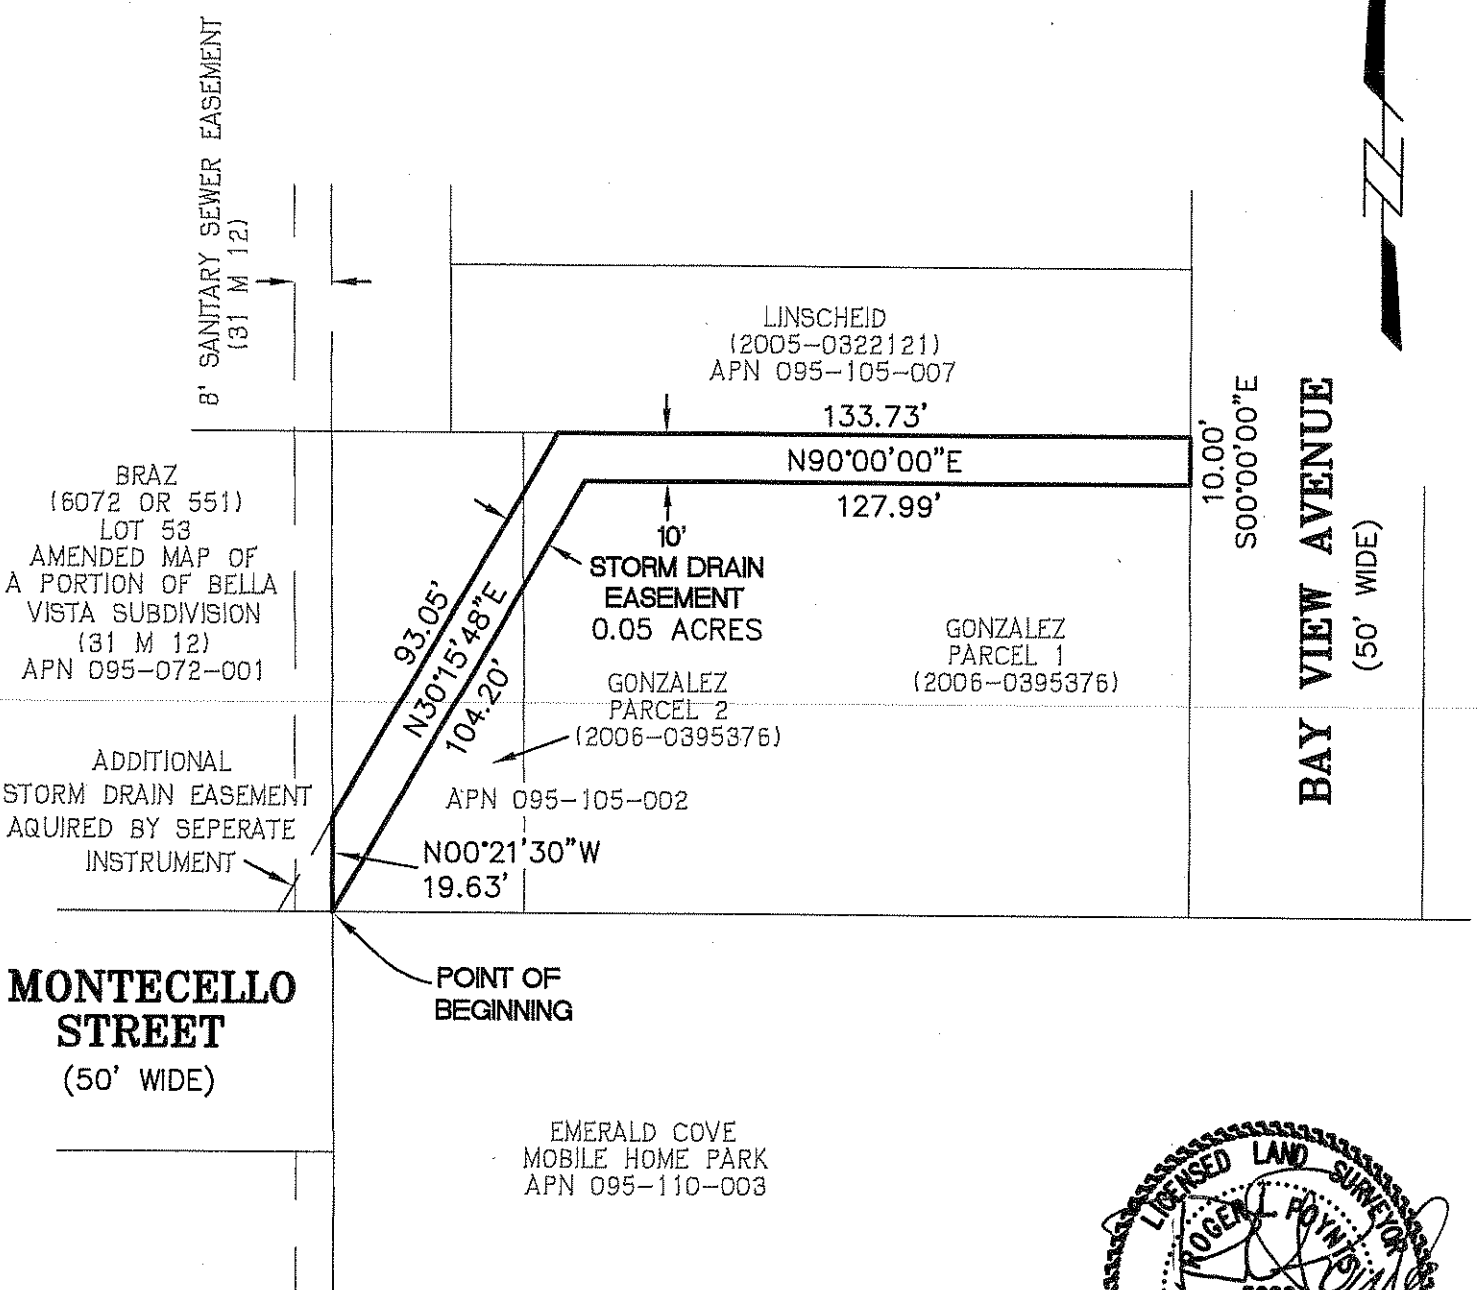 8' SANITARY SEWER EASEMENT
(31 M 12)
LINSCHEID
(2005-0322121)
APN 095-105-007
133.73'
N90°00'00"E
127.99'
10.00'
S00°00'00"E
BAY VIEW AVENUE
(50' WIDE)
BRAZ
(6072 OR 551)
LOT 53
AMENDED MAP OF
A PORTION OF BELLA
VISTA SUBDIVISION
(31 M 12)
APN 095-072-001
93.05'
N30°15'48"E
104.20'
10'
STORM DRAIN
EASEMENT
0.05 ACRES
GONZALEZ
PARCEL 1
(2006-0395376)
GONZALEZ
PARCEL 2
(2006-0395376)
APN 095-105-002
ADDITIONAL
STORM DRAIN EASEMENT
AQUIRED BY SEPERATE
INSTRUMENT
N00°21'30"W
19.63'
POINT OF
BEGINNING
MONTECELLO
STREET
(50' WIDE)
EMERALD COVE
MOBILE HOME PARK
APN 095-110-003
LICENSED LAND SURVEYOR
ROGER L POYNTS